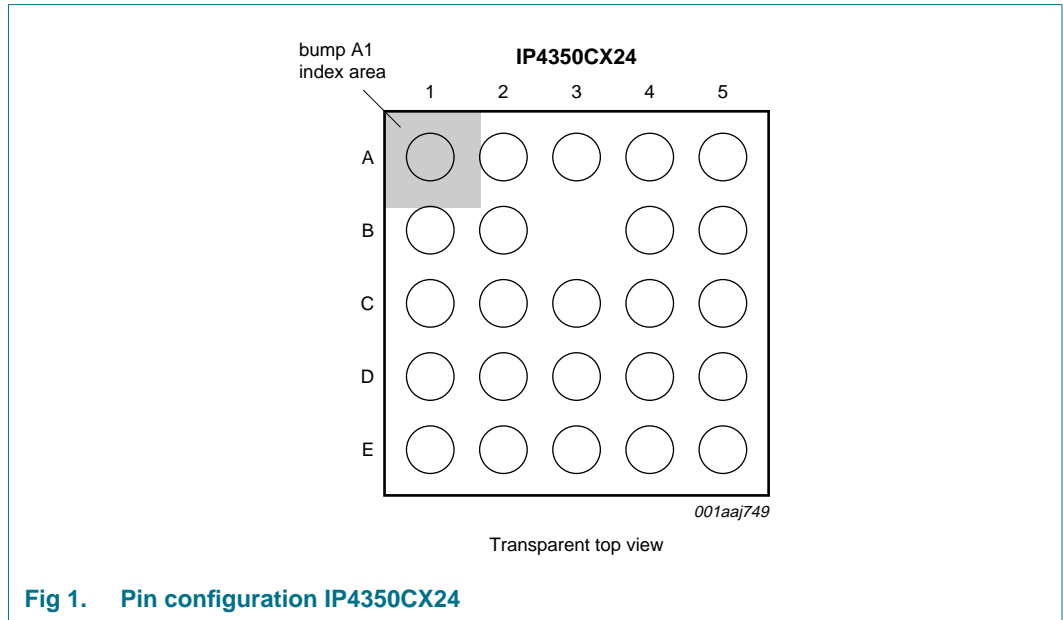 bump A1
index area
IP4350CX24
1 2 3 4 5
A
B
C
D
E
001aaj749
Transparent top view
Fig 1. Pin configuration IP4350CX24